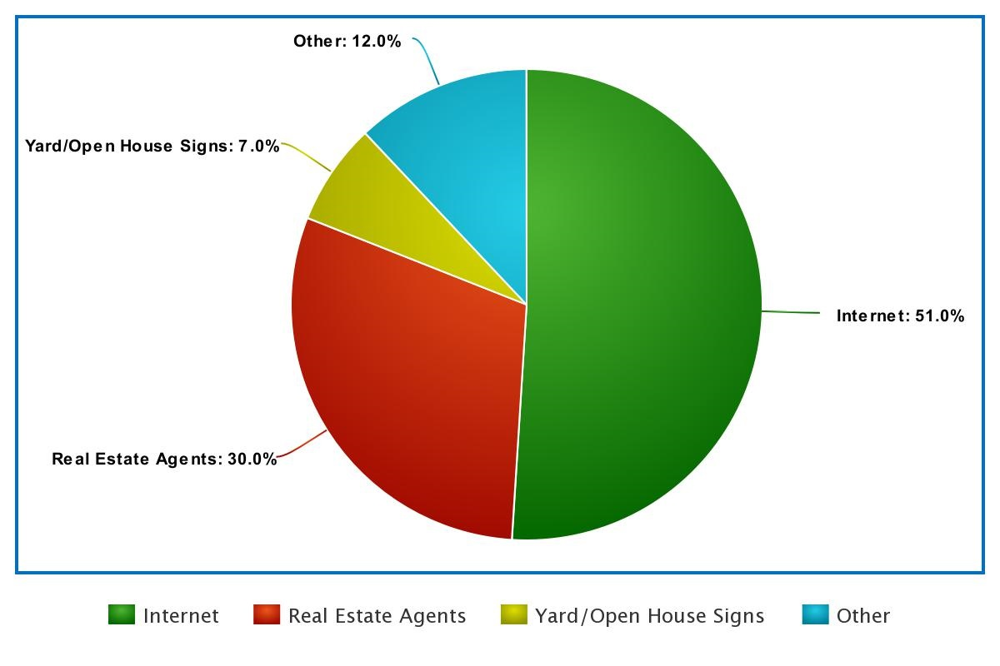 Other: 12.0%
Yard/Open House Signs: 7.0%
Internet: 51.0%
Real Estate Agents: 30.0%
Internet Real Estate Agents Yard/Open House Signs Other